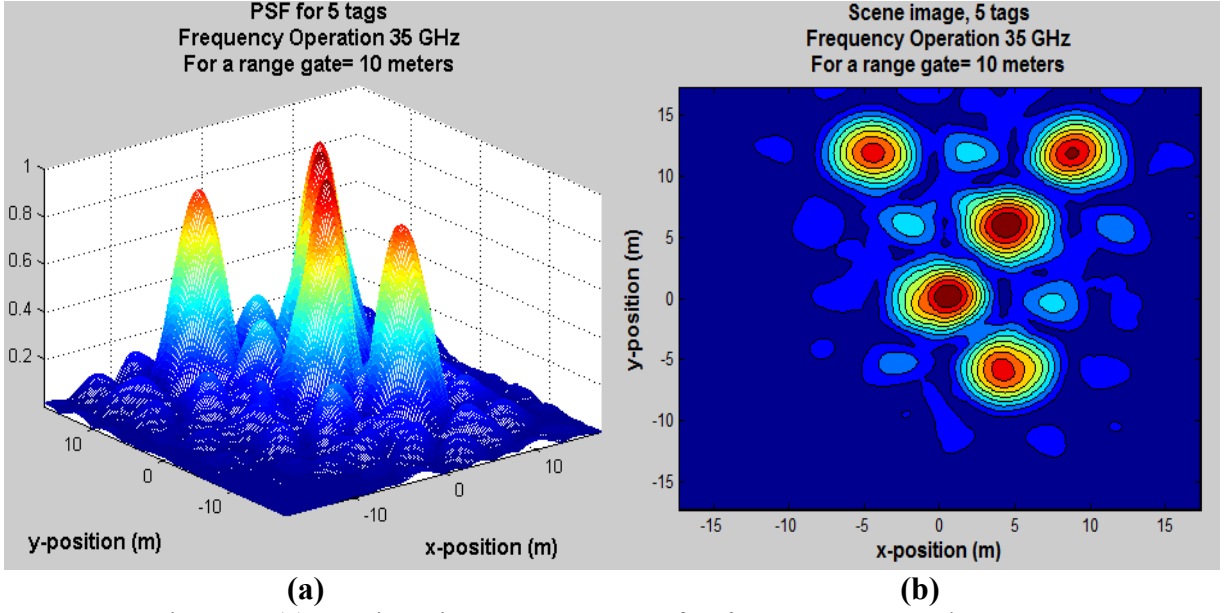 PSF for 5 tags
Frequency Operation 35 GHz
For a range gate= 10 meters
1
0.8
0.6
0.4
0.2
10
0
-10
-10
0
10
y-position (m)
x-position (m)
(a)
Scene image, 5 tags
Frequency Operation 35 GHz
For a range gate= 10 meters
15
10
5
0
-5
-10
-15
y-position (m)
-15 -10 -5 0 5 10 15
x-position (m)
(b)